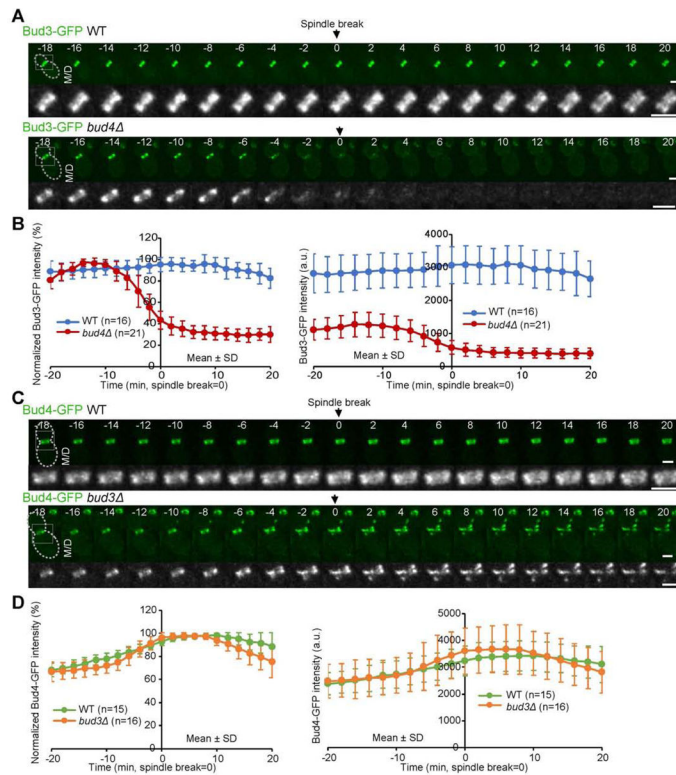 A
Spindle break
Bud3-GFP WT
-18 -16 -14 -12 -10 -8 -6 -4 -2 0 2 4 6 8 10 12 14 16 18 20
M/D
Bud3-GFP bud4Δ
-18 -16 -14 -12 -10 -8 -6 -4 -2 0 2 4 6 8 10 12 14 16 18 20
M/D
B
Normalized Bud3-GFP intensity (%)
120
100
80
60
40
20
0
WT (n=16)
bud4Δ (n=21)
Mean ± SD
-20 -10 0 10 20
Time (min, spindle break=0)
Bud3-GFP intensity (a.u.)
4000
3000
2000
1000
0
WT (n=16)
bud4Δ (n=21)
Mean ± SD
-20 -10 0 10 20
Time (min, spindle break=0)
C
Spindle break
Bud4-GFP WT
-18 -16 -14 -12 -10 -8 -6 -4 -2 0 2 4 6 8 10 12 14 16 18 20
M/D
Bud4-GFP bud3Δ
-18 -16 -14 -12 -10 -8 -6 -4 -2 0 2 4 6 8 10 12 14 16 18 20
M/D
D
Normalized Bud4-GFP intensity (%)
120
100
80
60
40
20
0
WT (n=15)
bud3Δ (n=16)
Mean ± SD
-20 -10 0 10 20
Time (min, spindle break=0)
Bud4-GFP intensity (a.u.)
5000
4000
3000
2000
1000
0
WT (n=15)
bud3Δ (n=16)
Mean ± SD
-20 -10 0 10 20
Time (min, spindle break=0)